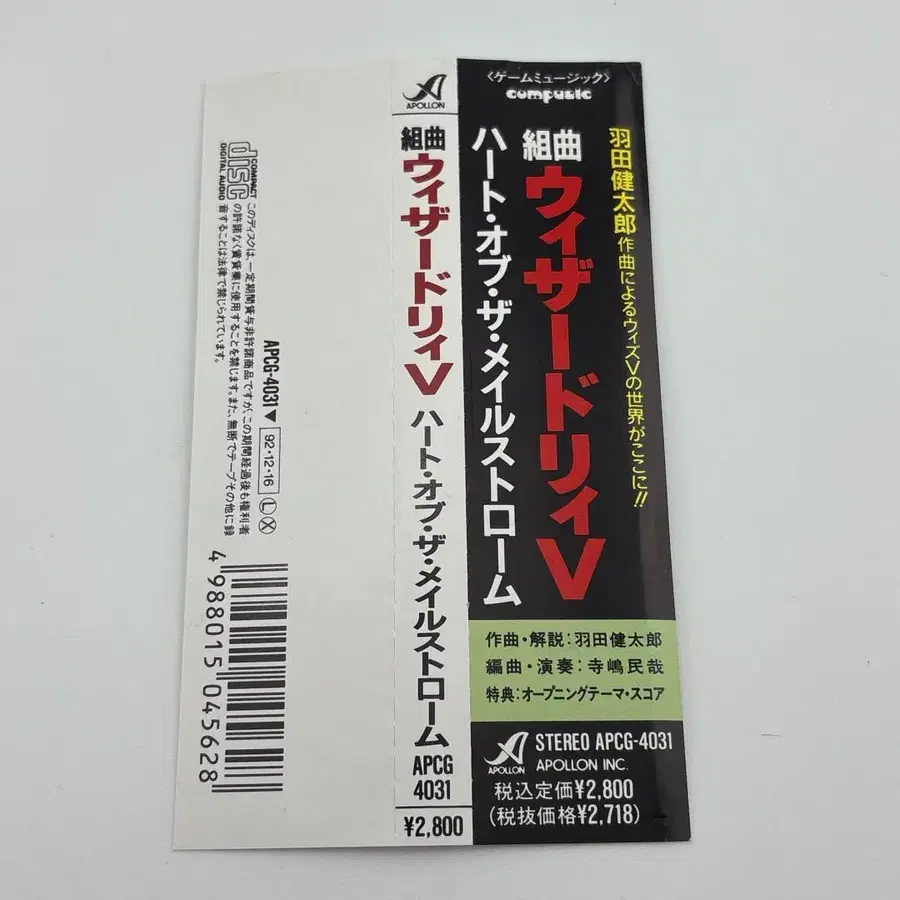 〈ゲームミュージック〉
compusic
羽田健太郎作曲によるウィズVの世界がここに!!
組曲
ウィザードリィV
ハート・オブ・ザ・メイルストローム
作曲・解説:羽田健太郎
編曲・演奏:寺嶋民哉
特典:オープニングテーマ・スコア
APOLLON
STEREO APCG-4031
APOLLON INC.
税込定価¥2,800
(税抜価格¥2,718)
APOLLON
組曲
ウィザードリィV
ハート・オブ・ザ・メイルストローム
APCG
4031
¥2,800
APCG-4031▼
92・12・16
L
X
COMPACT
disc
DIGITAL AUDIO
このディスクは、一定期間貸与非許諾商品ですが、この期間経過後も権利者
の許諾なく賃貸業に使用することを禁じます。また、無断でテープその他に録
音することは法律で禁じられています。
4 988015 045628